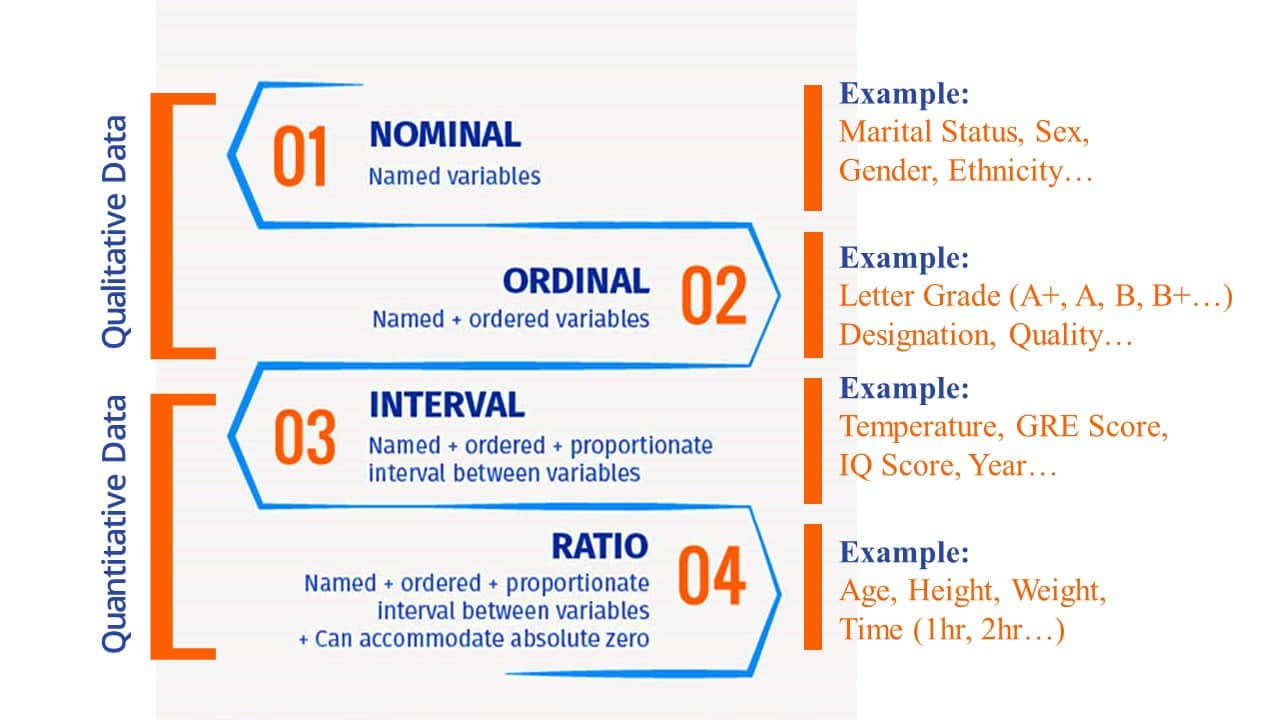 Qualitative Data
01
NOMINAL
Named variables
Example:
Marital Status, Sex,
Gender, Ethnicity…
ORDINAL
Named + ordered variables
02
Example:
Letter Grade (A+, A, B, B+…)
Designation, Quality…
Quantitative Data
03
INTERVAL
Named + ordered + proportionate
interval between variables
Example:
Temperature, GRE Score,
IQ Score, Year…
RATIO
Named + ordered + proportionate
interval between variables
+ Can accommodate absolute zero
04
Example:
Age, Height, Weight,
Time (1hr, 2hr…)